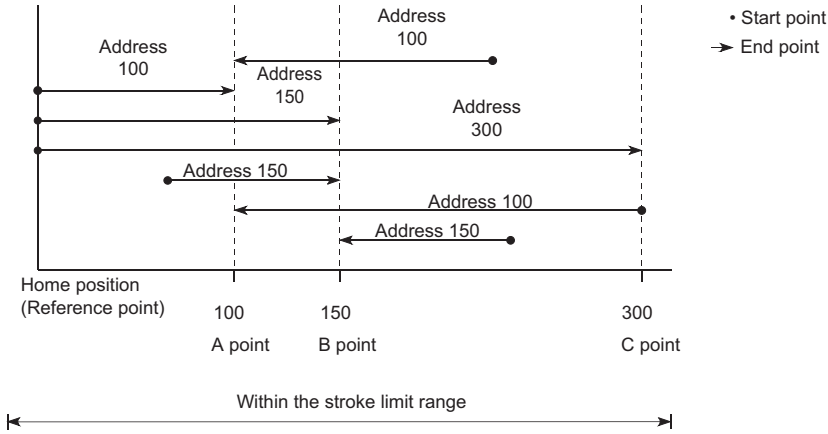 • Start point
End point
Address
100
Address
100
Address
150
Address
300
Address 150
Address 100
Address 150
Home position
(Reference point)
100
150
300
A point
B point
C point
Within the stroke limit range